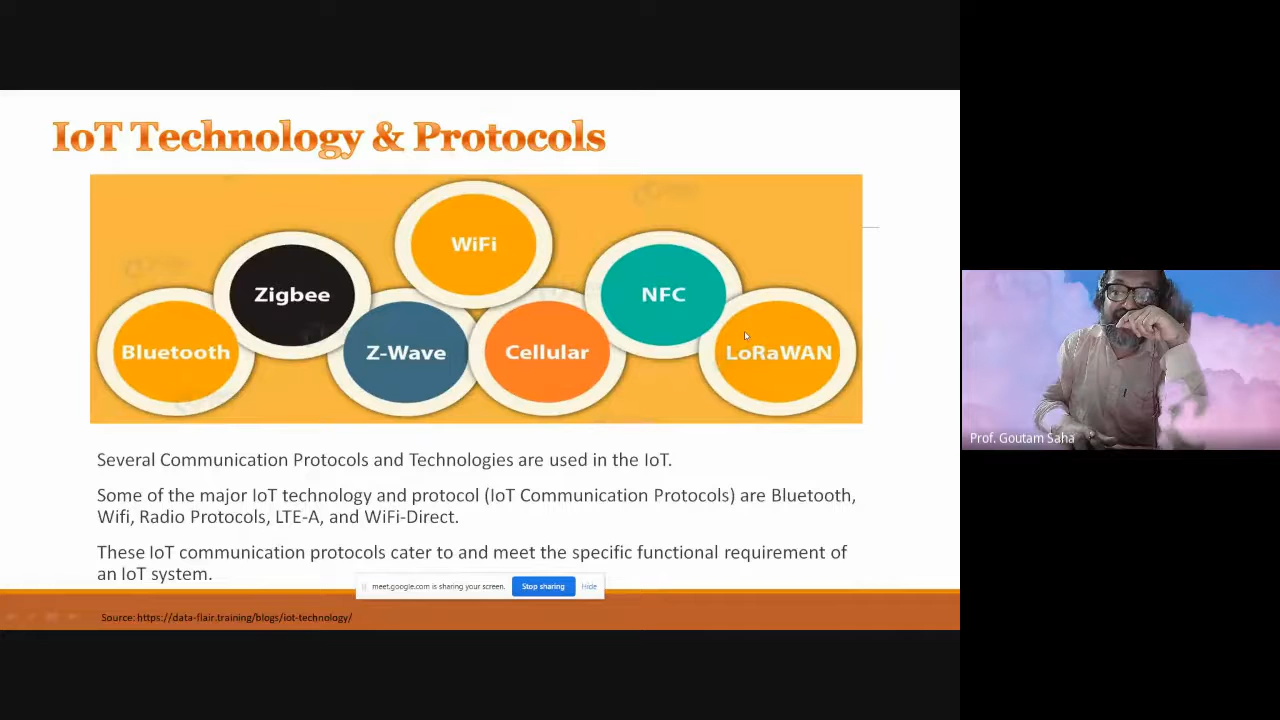 IoT Technology & Protocols
WiFi
Zigbee
NFC
Bluetooth
Z-Wave
Cellular
LoRaWAN
Several Communication Protocols and Technologies are used in the IoT.
Some of the major IoT technology and protocol (IoT Communication Protocols) are Bluetooth,
Wifi, Radio Protocols, LTE-A, and WiFi-Direct.
These IoT communication protocols cater to and meet the specific functional requirement of
an IoT system.
meet.google.com is sharing your screen. Stop sharing Hide
Source: https://data-flair.training/blogs/iot-technology/
Prof. Goutam Saha